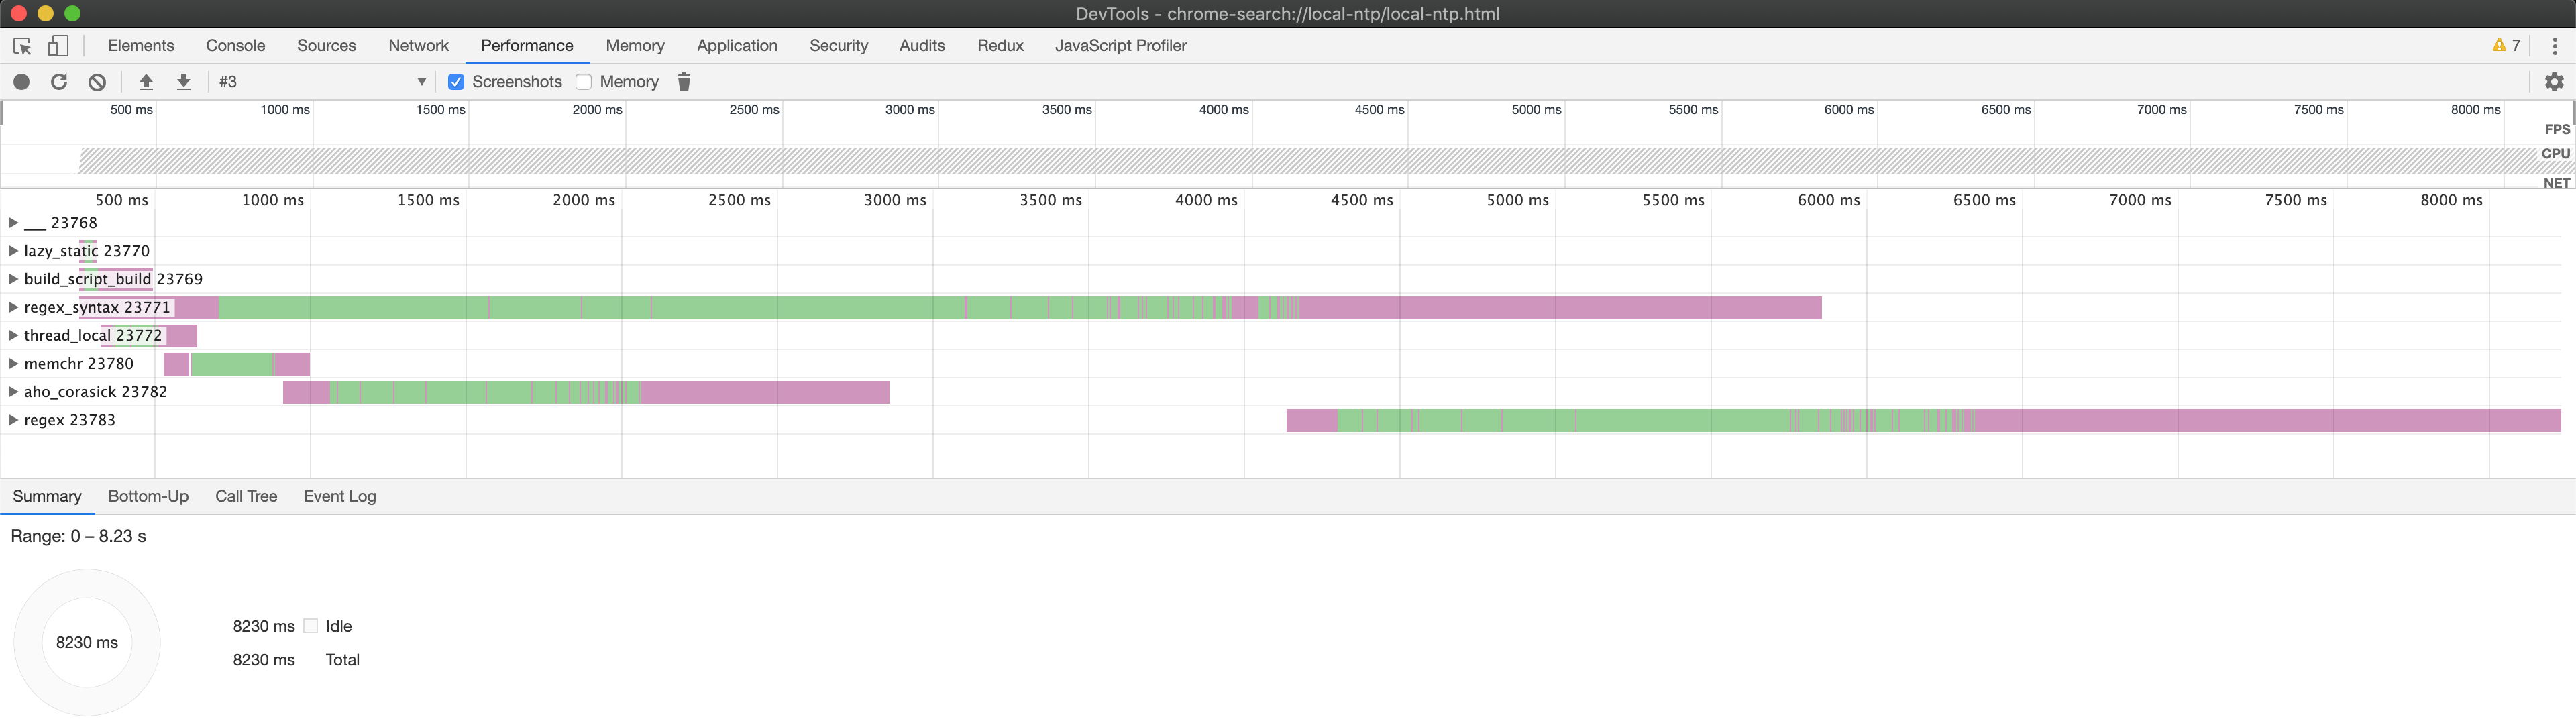 DevTools - chrome-search://local-ntp/local-ntp.html
Elements Console Sources Network Performance Memory Application Security Audits Redux JavaScript Profiler 7
#3 Screenshots Memory
500 ms 1000 ms 1500 ms 2000 ms 2500 ms 3000 ms 3500 ms 4000 ms 4500 ms 5000 ms 5500 ms 6000 ms 6500 ms 7000 ms 7500 ms 8000 ms
FPS
CPU
NET
500 ms 1000 ms 1500 ms 2000 ms 2500 ms 3000 ms 3500 ms 4000 ms 4500 ms 5000 ms 5500 ms 6000 ms 6500 ms 7000 ms 7500 ms 8000 ms
___ 23768
lazy_static 23770
build_script_build 23769
regex_syntax 23771
thread_local 23772
memchr 23780
aho_corasick 23782
regex 23783
Summary Bottom-Up Call Tree Event Log
Range: 0 – 8.23 s
8230 ms Idle
8230 ms
8230 ms Total